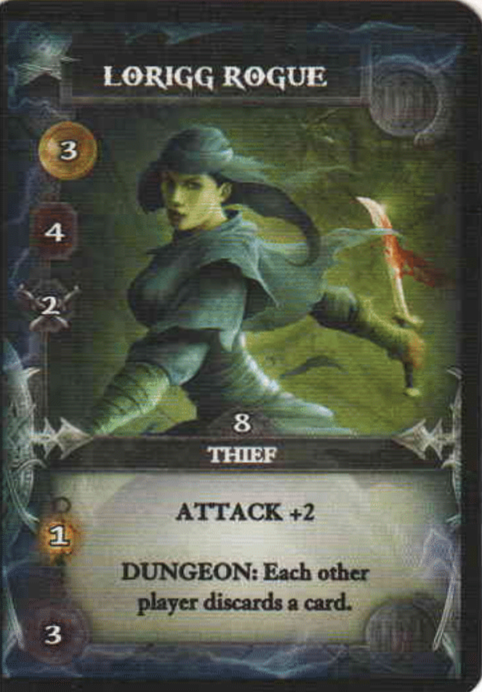 LORIGG ROGUE
3
4
2
8
THIEF
ATTACK +2
1
DUNGEON: Each other
player discards a card.
3